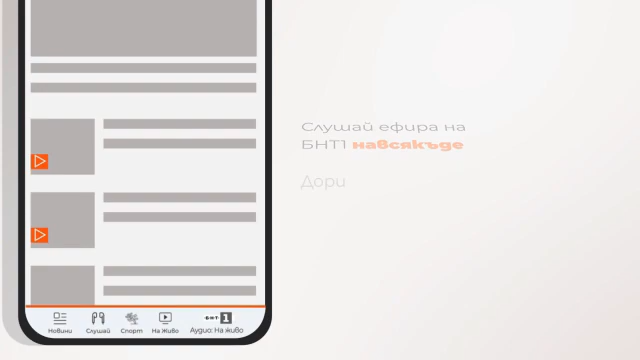 Слушай ефира на
БНТ1 навсякъде
Дори
Новини
Слушай
Спорт
На Живо
·БНТ· 1
Аудио: На живо